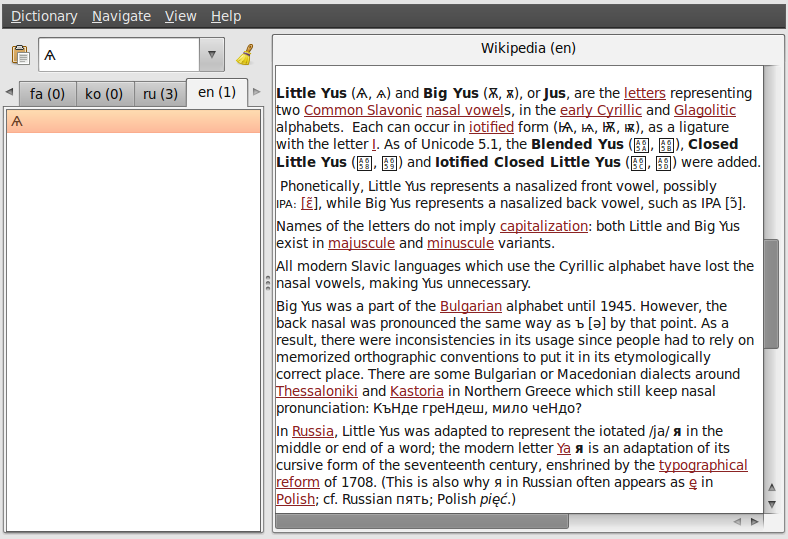 Dictionary Navigate View Help
Ѧ
fa (0) ko (0) ru (3) en (1)
Ѧ
Wikipedia (en)
Little Yus (Ѧ, ѧ) and Big Yus (Ѫ, ѫ), or Jus, are the letters representing
two Common Slavonic nasal vowels, in the early Cyrillic and Glagolitic
alphabets. Each can occur in iotified form (Ѩ, ѩ, Ѭ, ѭ), as a ligature
with the letter I. As of Unicode 5.1, the Blended Yus (Ꙛ, ꙛ), Closed
Little Yus (Ꙙ, ꙙ) and Iotified Closed Little Yus (Ꙝ, ꙝ) were added.
Phonetically, Little Yus represents a nasalized front vowel, possibly
IPA: [ɛ̃], while Big Yus represents a nasalized back vowel, such as IPA [ɔ̃].
Names of the letters do not imply capitalization: both Little and Big Yus
exist in majuscule and minuscule variants.
All modern Slavic languages which use the Cyrillic alphabet have lost the
nasal vowels, making Yus unnecessary.
Big Yus was a part of the Bulgarian alphabet until 1945. However, the
back nasal was pronounced the same way as ъ [ə] by that point. As a
result, there were inconsistencies in its usage since people had to rely on
memorized orthographic conventions to put it in its etymologically
correct place. There are some Bulgarian or Macedonian dialects around
Thessaloniki and Kastoria in Northern Greece which still keep nasal
pronunciation: КъНде греНдеш, мило чеНдо?
In Russia, Little Yus was adapted to represent the iotated /ja/ я in the
middle or end of a word; the modern letter Ya я is an adaptation of its
cursive form of the seventeenth century, enshrined by the typographical
reform of 1708. (This is also why я in Russian often appears as ę in
Polish; cf. Russian пять; Polish pięć.)